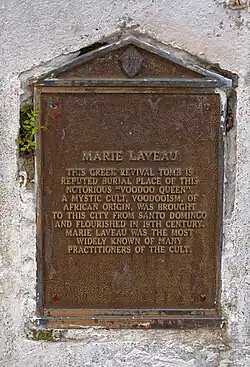 MARIE LAVEAU
THIS GREEK REVIVAL TOMB IS
REPUTED BURIAL PLACE OF THIS
NOTORIOUS "VOODOO QUEEN".
A MYSTIC CULT, VOODOOISM, OF
AFRICAN ORIGIN, WAS BROUGHT
TO THIS CITY FROM SANTO DOMINGO
AND FLOURISHED IN 19TH CENTURY.
MARIE LAVEAU WAS THE MOST
WIDELY KNOWN OF MANY
PRACTITIONERS OF THE CULT.